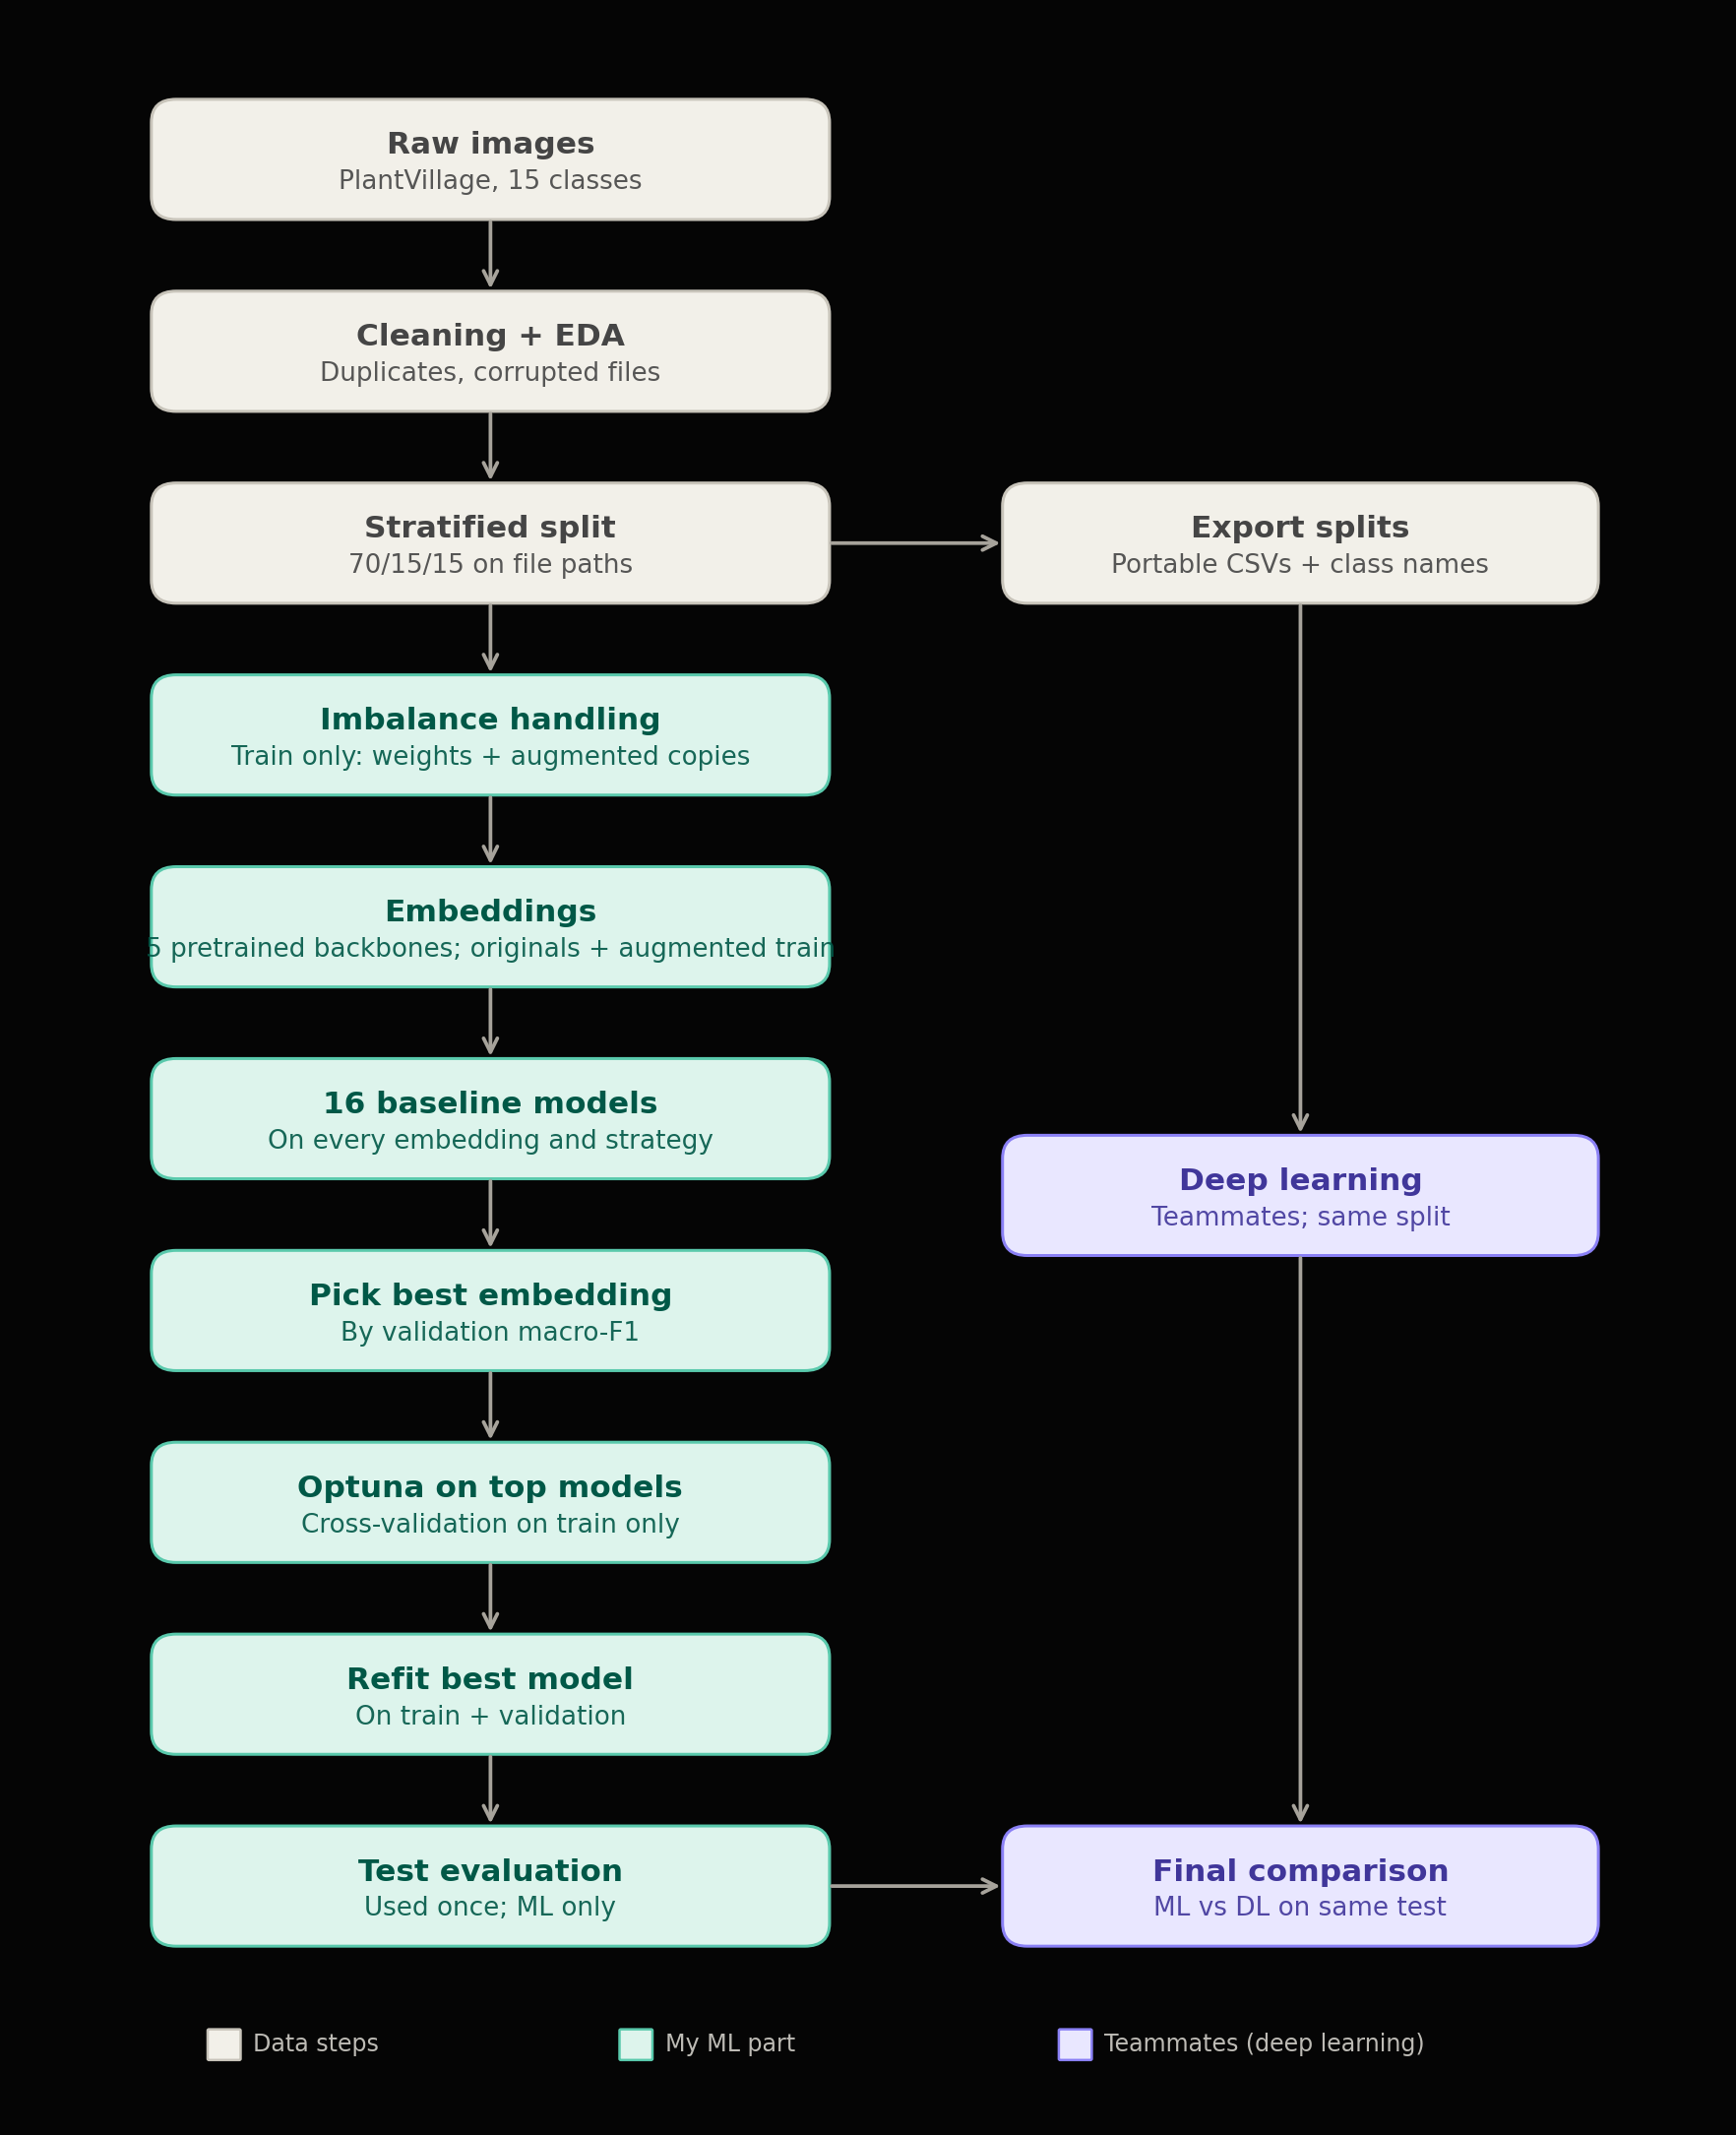 Raw images
PlantVillage, 15 classes
Cleaning + EDA
Duplicates, corrupted files
Stratified split
70/15/15 on file paths
Export splits
Portable CSVs + class names
Imbalance handling
Train only: weights + augmented copies
Embeddings
5 pretrained backbones; originals + augmented train
16 baseline models
On every embedding and strategy
Deep learning
Teammates; same split
Pick best embedding
By validation macro-F1
Optuna on top models
Cross-validation on train only
Refit best model
On train + validation
Test evaluation
Used once; ML only
Final comparison
ML vs DL on same test
Data steps
My ML part
Teammates (deep learning)